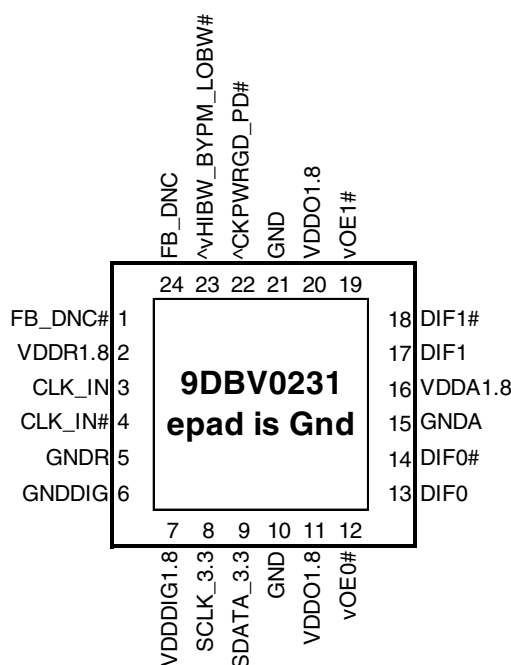 FB_DNC
^vHIBW_BYPM_LOBW#
^CKPWRGD_PD#
GND
VDDO1.8
vOE1#
24 23 22 21 20 19
FB_DNC# 1
VDDR1.8 2
CLK_IN 3
CLK_IN# 4
GNDR 5
GNDDIG 6
9DBV0231
epad is Gnd
18 DIF1#
17 DIF1
16 VDDA1.8
15 GNDA
14 DIF0#
13 DIF0
7 8 9 10 11 12
VDDDIG1.8
SCLK_3.3
SDATA_3.3
GND
VDDO1.8
vOE0#